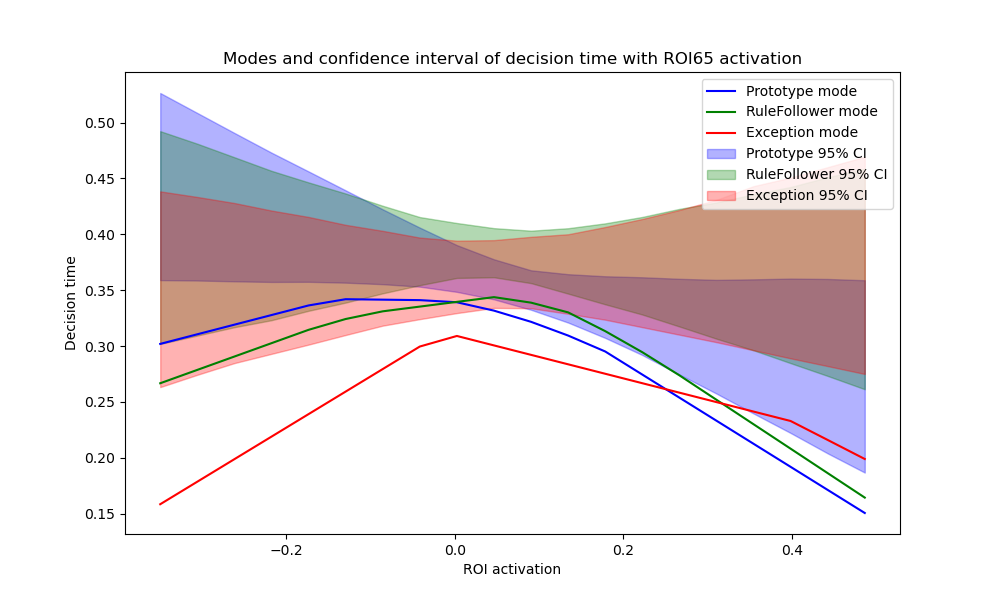 Modes and confidence interval of decision time with ROI65 activation
Prototype mode
RuleFollower mode
Exception mode
Prototype 95% CI
RuleFollower 95% CI
Exception 95% CI
Decision time
0.50
0.45
0.40
0.35
0.30
0.25
0.20
0.15
−0.2
0.0
0.2
0.4
ROI activation